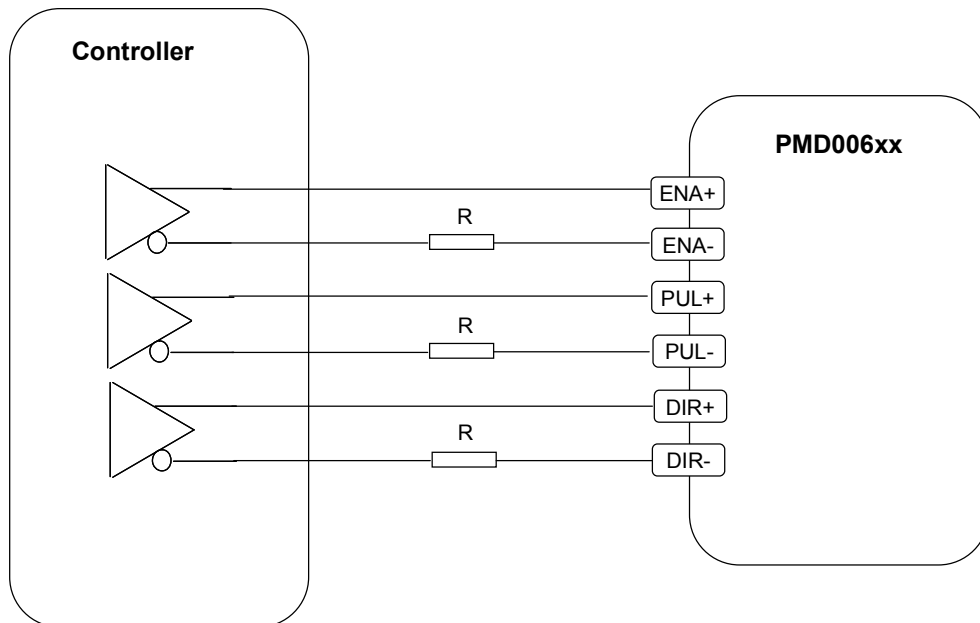 Controller
PMD006xx
ENA+
R
ENA-
PUL+
R
PUL-
DIR+
R
DIR-